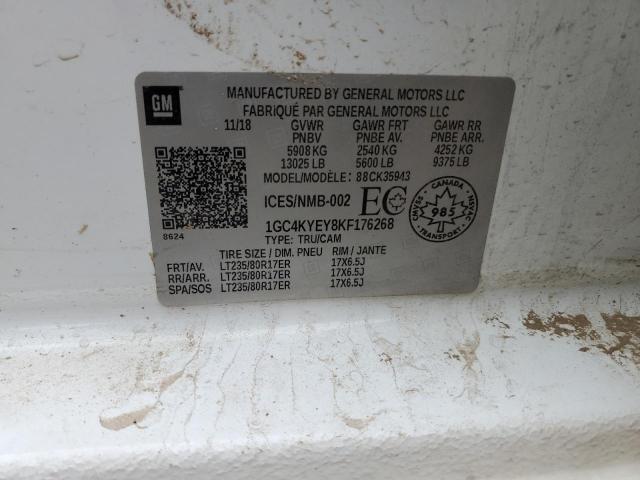 GM
MANUFACTURED BY GENERAL MOTORS LLC
FABRIQUÉ PAR GENERAL MOTORS LLC
11/18 GVWR GAWR FRT GAWR RR
PNBV PNBE AV. PNBE ARR.
5908 KG 2540 KG 4252 KG
13025 LB 5600 LB 9375 LB
MODEL/MODÈLE: 88CK35943
ICES/NMB-002 EC
CANADA
NSVAC
985
TRANSPORT
CMVSS
8624
1GC4KYEY8KF176268
TYPE: TRU/CAM
TIRE SIZE / DIM. PNEU RIM / JANTE
FRT/AV. LT235/80R17ER 17X6.5J
RR/ARR. LT235/80R17ER 17X6.5J
SPA/SOS LT235/80R17ER 17X6.5J